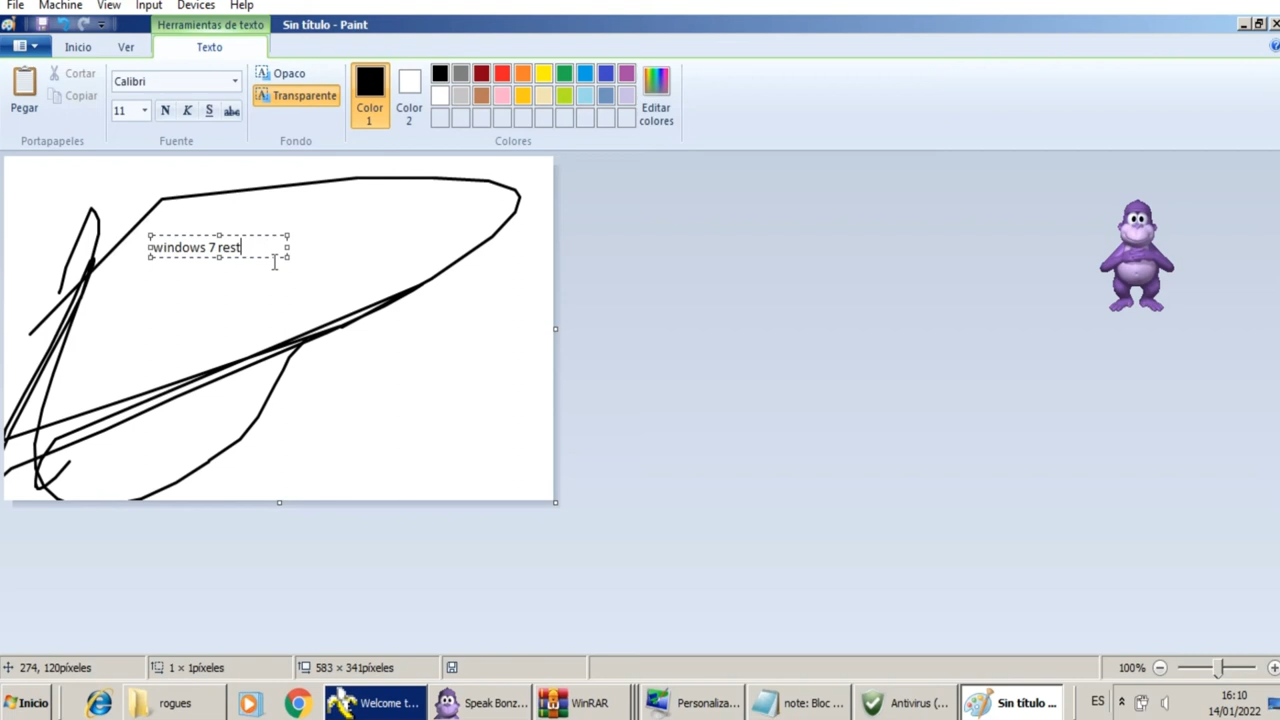 File Machine View Input Devices Help
Herramientas de texto Sin título - Paint
Inicio Ver Texto
Pegar Cortar Copiar
Portapapeles
Calibri
11 N K S abc
Fuente
Opaco
Transparente
Fondo
Color 1
Color 2
Editar colores
Colores
windows 7 rest
274, 120píxeles 1 × 1píxeles 583 × 341píxeles 100%
Inicio rogues Welcome t... Speak Bonz... WinRAR Personaliza... note: Bloc ... Antivirus (... Sin título ... ES 16:10
14/01/2022